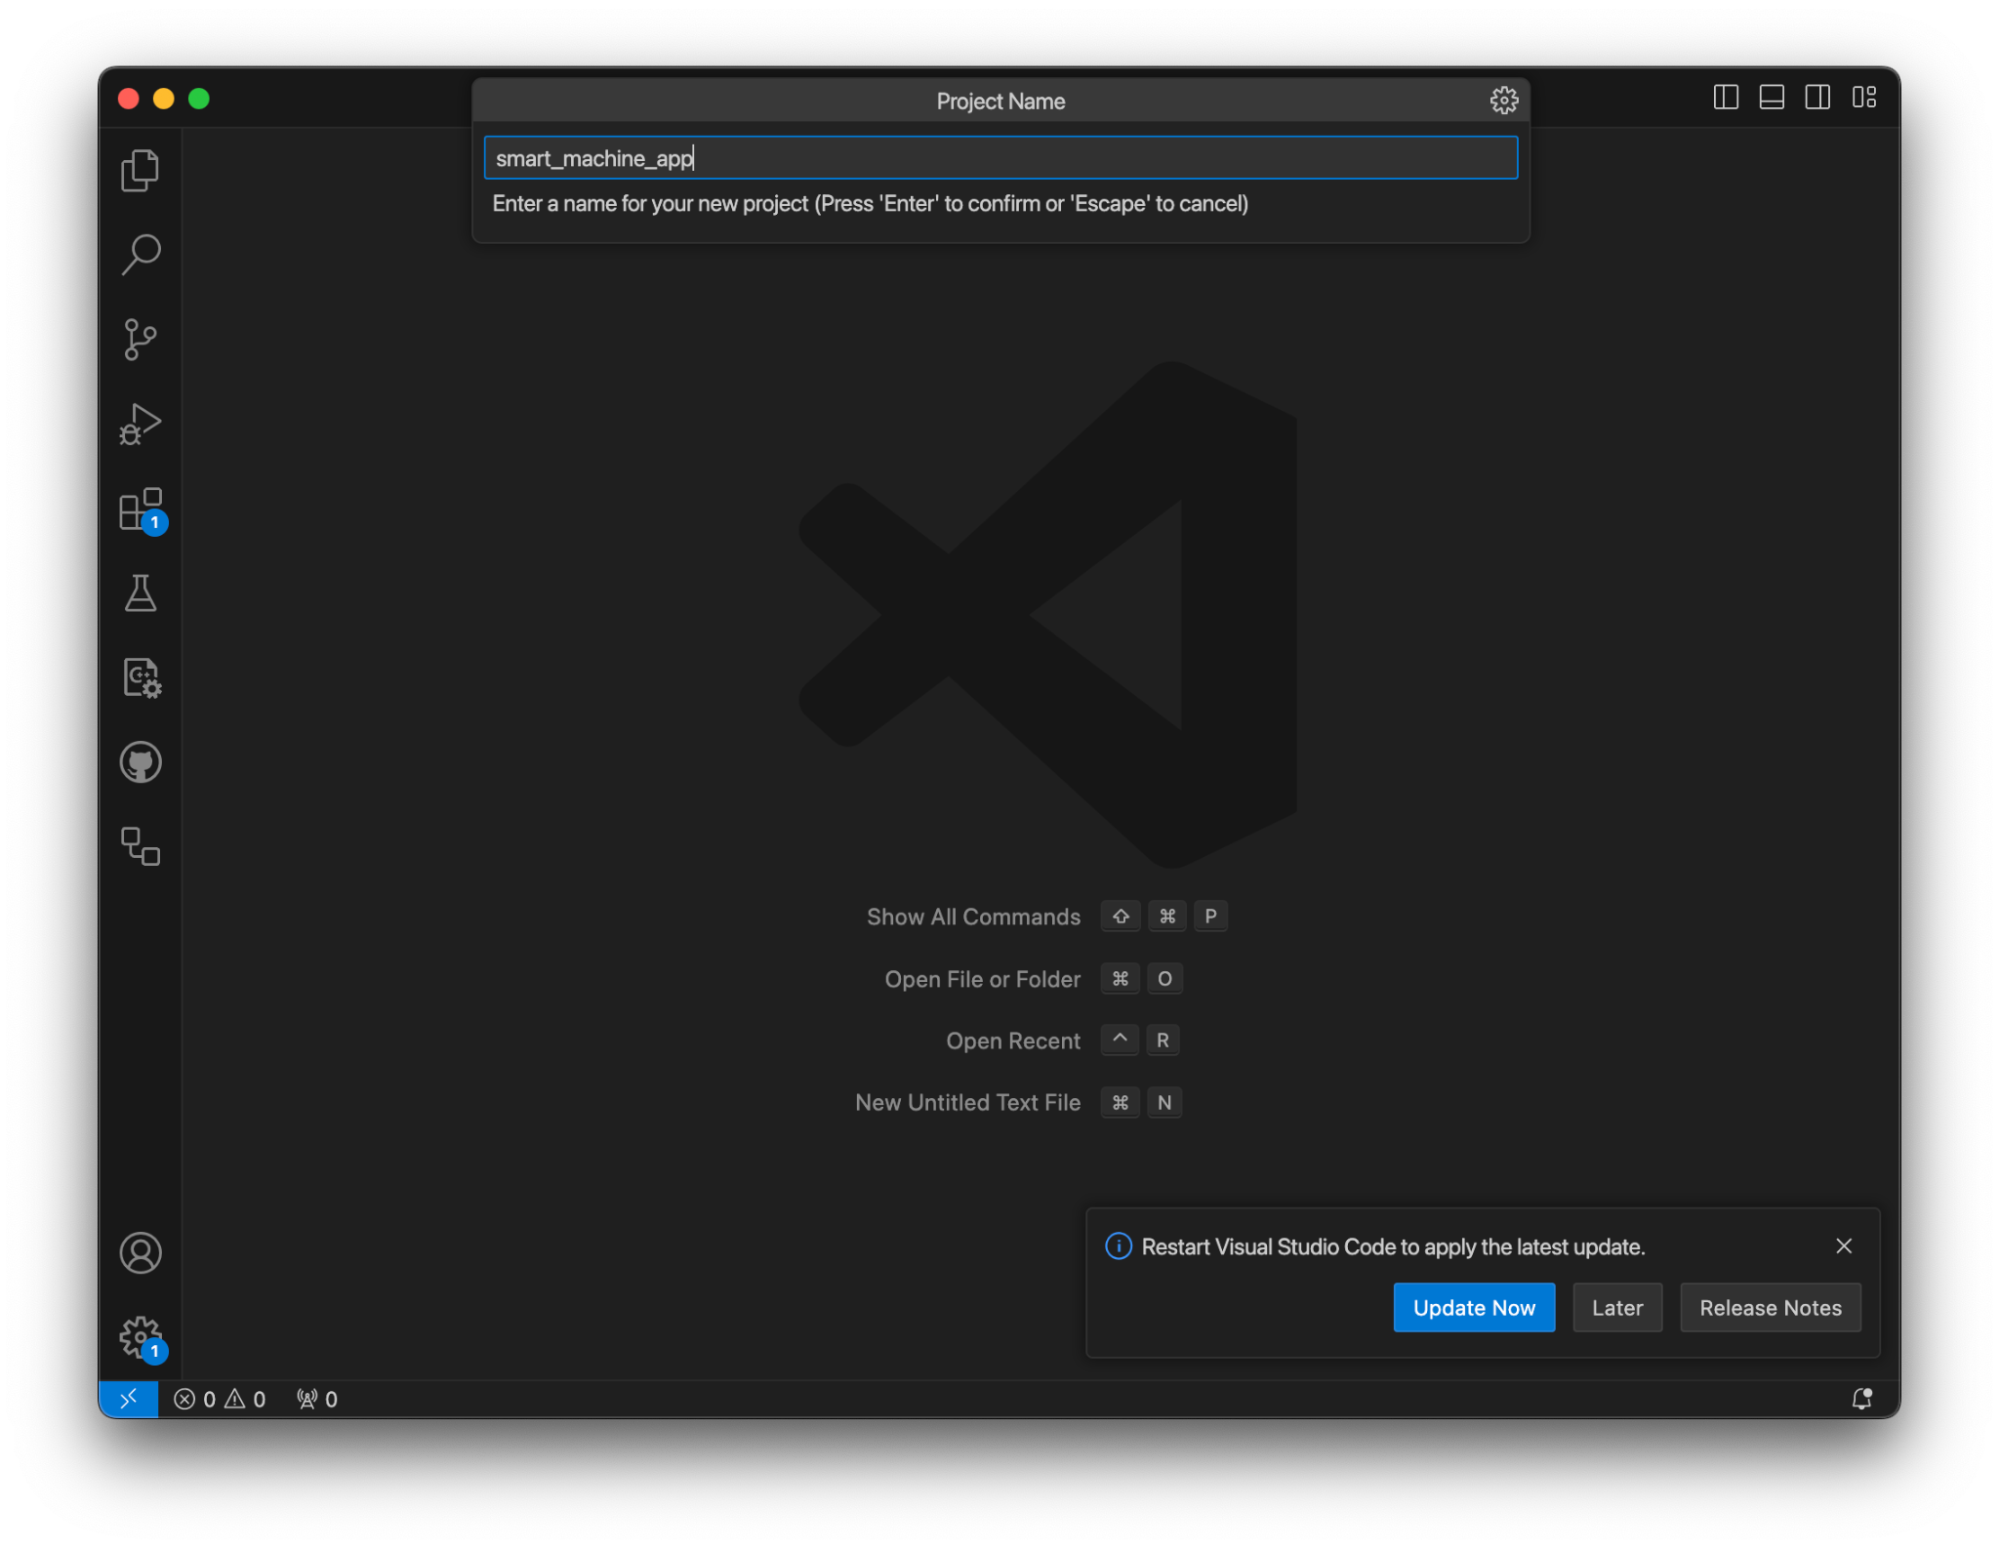 Project Name
smart_machine_app
Enter a name for your new project (Press 'Enter' to confirm or 'Escape' to cancel)
1
C++
Show All Commands ⇧ ⌘ P
Open File or Folder ⌘ O
Open Recent ^ R
New Untitled Text File ⌘ N
Restart Visual Studio Code to apply the latest update.
Update Now Later Release Notes
1
0 0 0